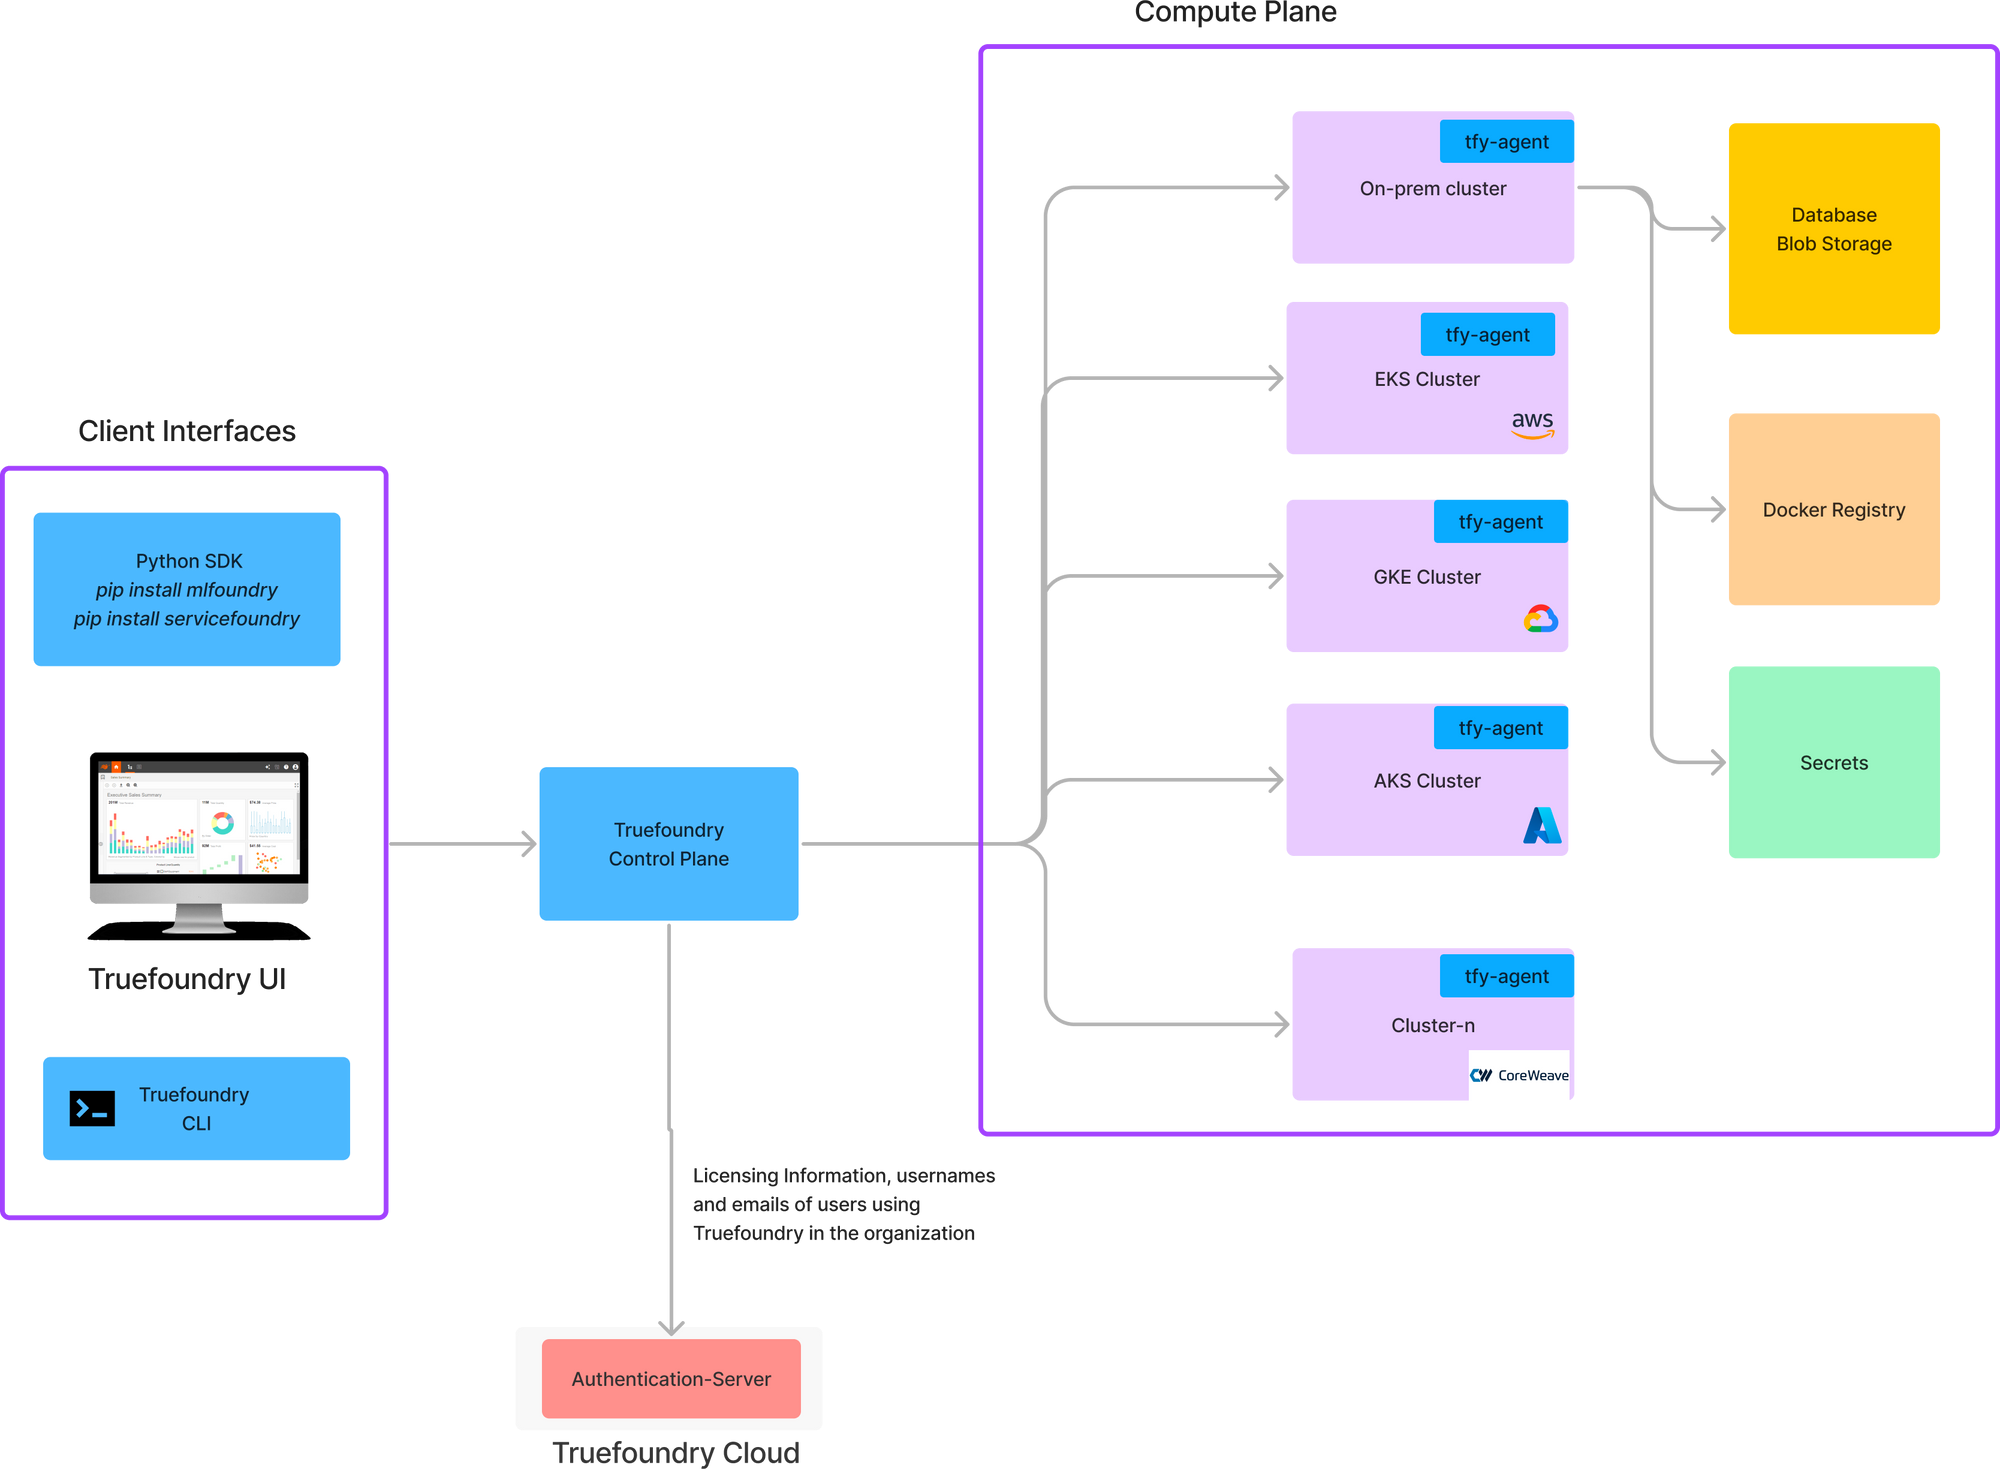 Compute Plane
tfy-agent
On-prem cluster
Database
Blob Storage
tfy-agent
EKS Cluster
aws
Client Interfaces
tfy-agent
GKE Cluster
Docker Registry
Python SDK
pip install mlfoundry
pip install servicefoundry
tfy-agent
AKS Cluster
Secrets
Executive Sales Summary
Truefoundry UI
Truefoundry
Control Plane
tfy-agent
Cluster-n
CoreWeave
Truefoundry
CLI
Licensing Information, usernames
and emails of users using
Truefoundry in the organization
Authentication-Server
Truefoundry Cloud